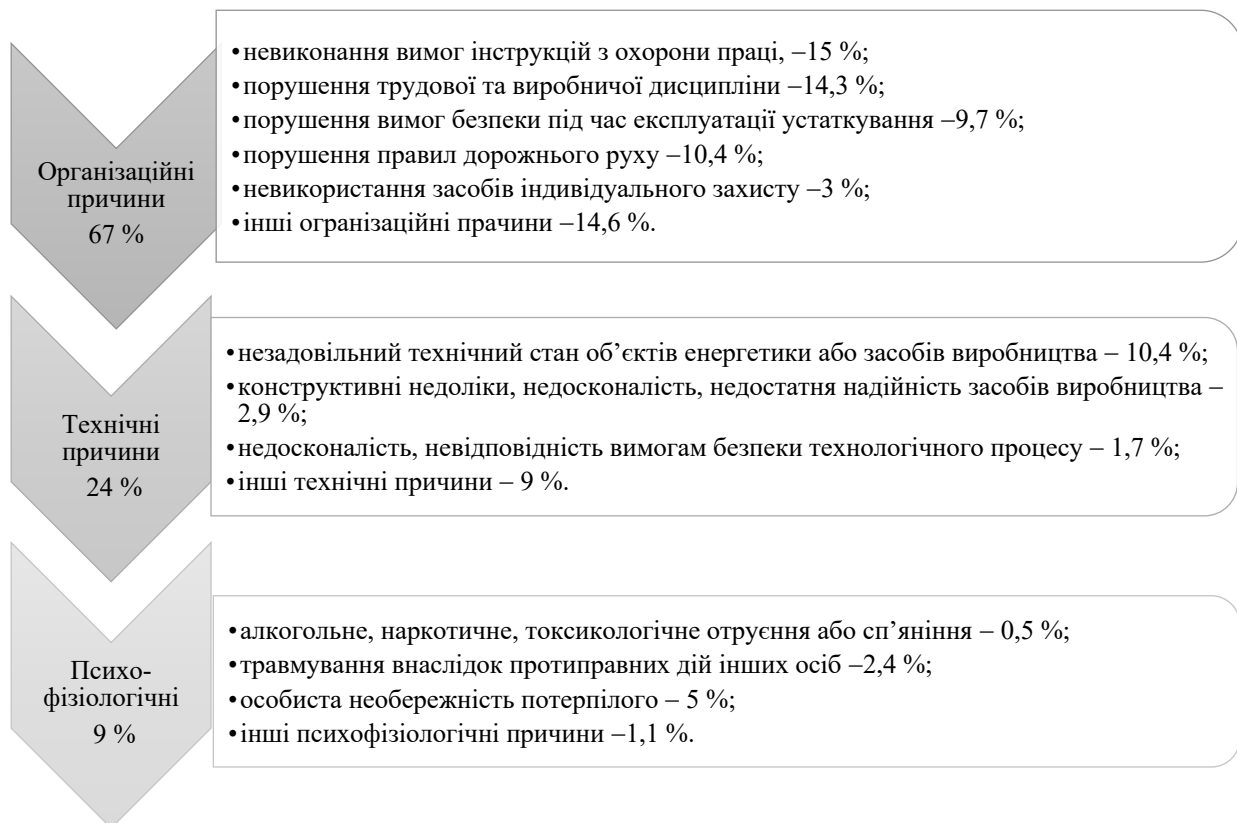 Організаційні
причини
67 %
•невиконання вимог інструкцій з охорони праці, –15 %;
•порушення трудової та виробничої дисципліни –14,3 %;
•порушення вимог безпеки під час експлуатації устаткування –9,7 %;
•порушення правил дорожнього руху –10,4 %;
•невикористання засобів індивідуального захисту –3 %;
•інші огранізаційні прачини –14,6 %.
Технічні
причини
24 %
•незадовільний технічний стан об’єктів енергетики або засобів виробництва – 10,4 %;
•конструктивні недоліки, недосконалість, недостатня надійність засобів виробництва –
2,9 %;
•недосконалість, невідповідність вимогам безпеки технологічного процесу – 1,7 %;
•інші технічні причини – 9 %.
Психо-
фізіологічні
9 %
•алкогольне, наркотичне, токсикологічне отруєння або сп’яніння – 0,5 %;
•травмування внаслідок протиправних дій інших осіб –2,4 %;
•особиста необережність потерпілого – 5 %;
•інші психофізіологічні причини –1,1 %.